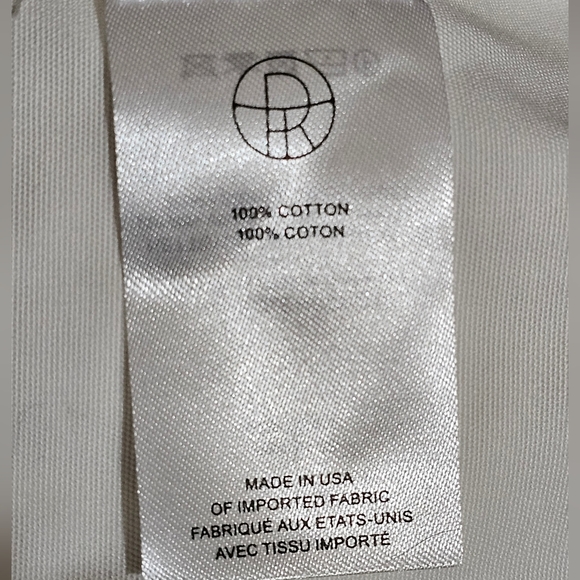 100% COTTON
100% COTON
MADE IN USA
OF IMPORTED FABRIC
FABRIQUÉ AUX ETATS-UNIS
AVEC TISSU IMPORTÉ